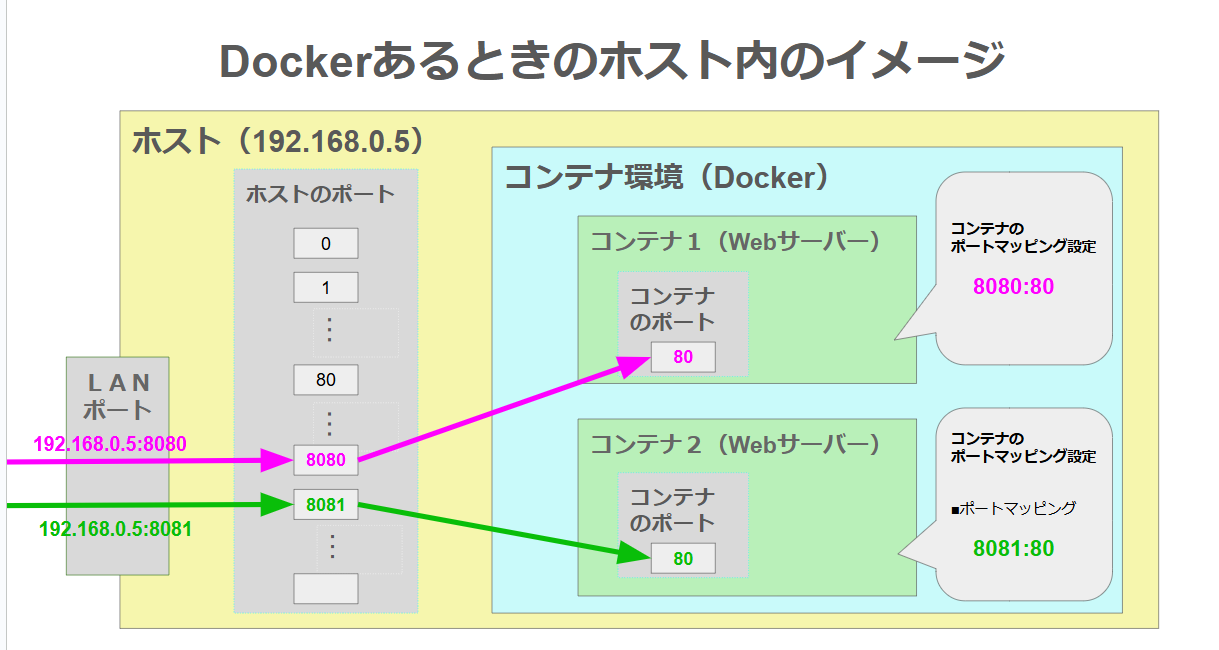 Dockerあるときのホスト内のイメージ
ホスト（192.168.0.5）
ホストのポート
0
1
⋮
80
⋮
8080
8081
⋮
ＬＡＮ
ポート
192.168.0.5:8080
192.168.0.5:8081
コンテナ環境（Docker）
コンテナ１（Webサーバー）
コンテナ
のポート
80
コンテナの
ポートマッピング設定
8080:80
コンテナ２（Webサーバー）
コンテナ
のポート
80
コンテナの
ポートマッピング設定
■ポートマッピング
8081:80